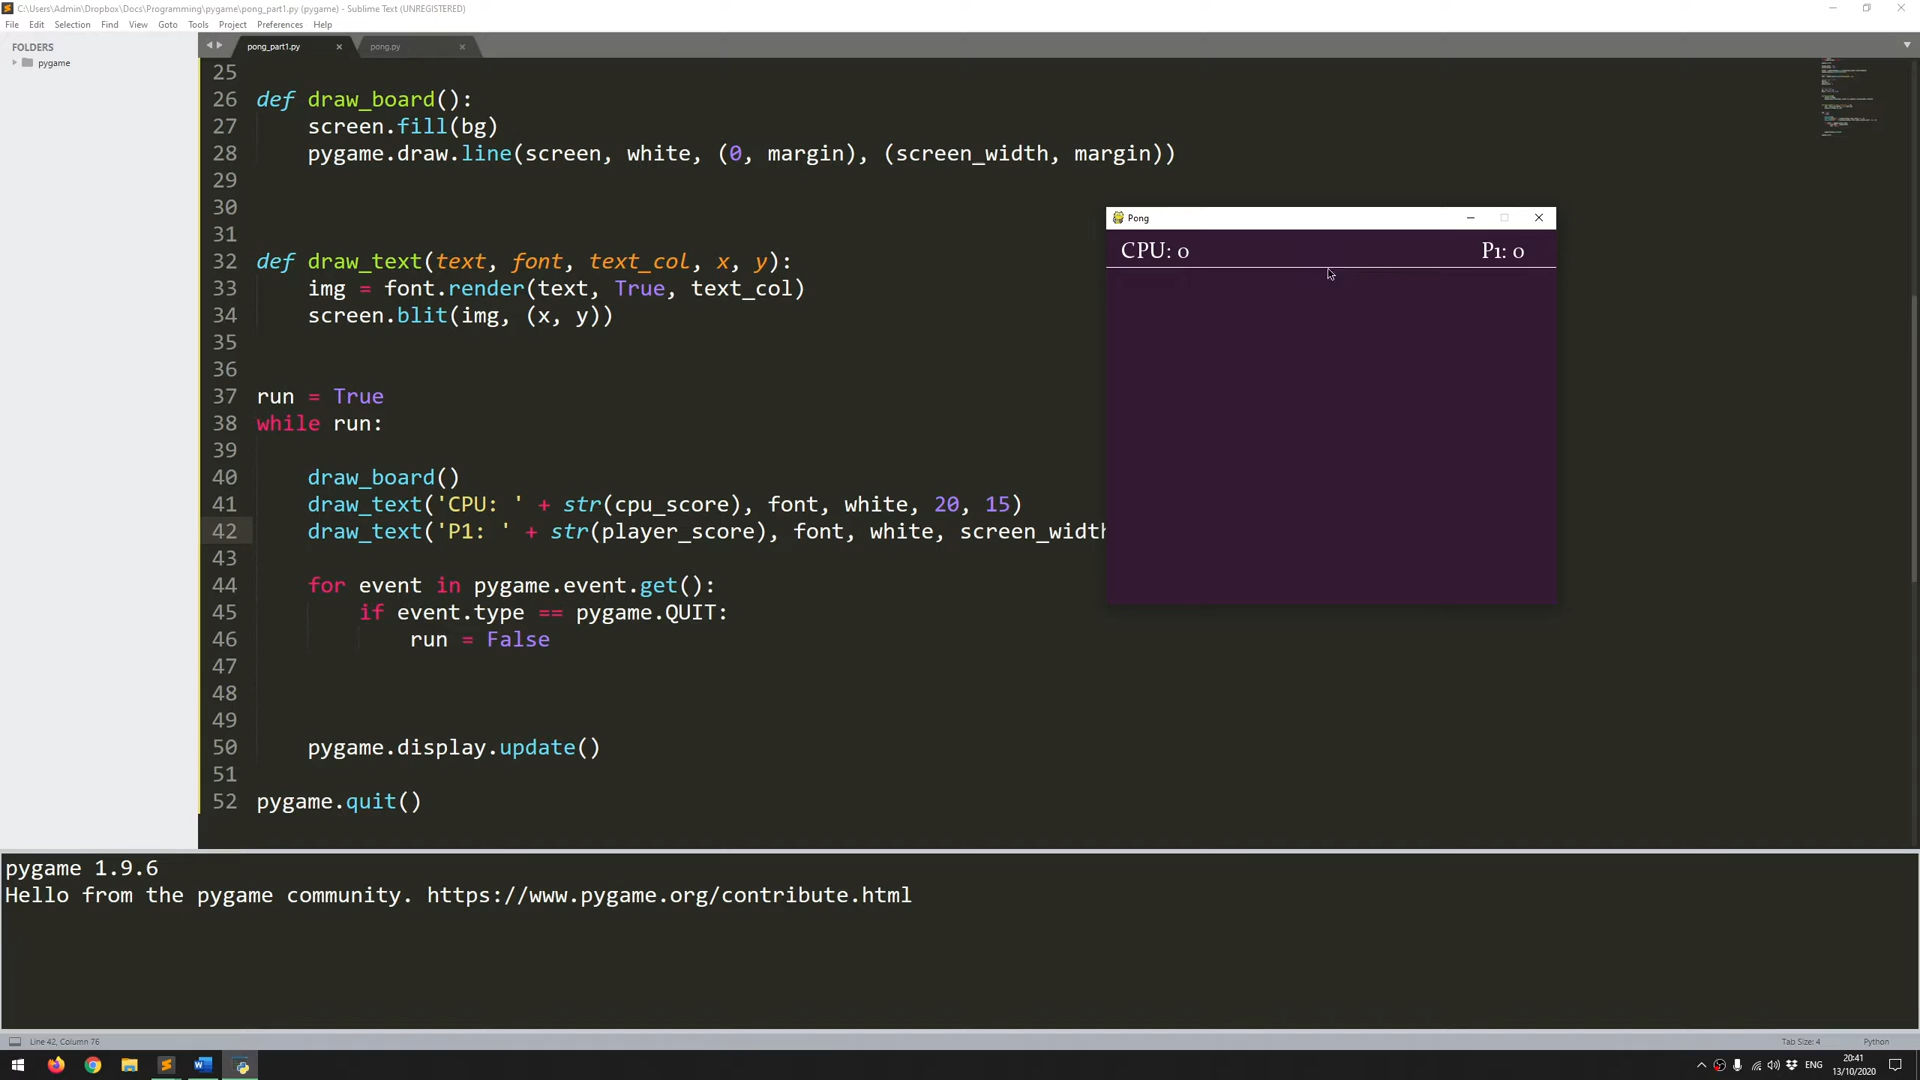 C:\Users\Admin\Dropbox\Docs\Programming\pygame\pong_part1.py (pygame) - Sublime Text (UNREGISTERED)
File Edit Selection Find View Goto Tools Project Preferences Help
FOLDERS
pygame
pong_part1.py
pong.py
25
26 def draw_board():
27 screen.fill(bg)
28 pygame.draw.line(screen, white, (0, margin), (screen_width, margin))
29
30
31
32 def draw_text(text, font, text_col, x, y):
33 img = font.render(text, True, text_col)
34 screen.blit(img, (x, y))
35
36
37 run = True
38 while run:
39
40 draw_board()
41 draw_text('CPU: ' + str(cpu_score), font, white, 20, 15)
42 draw_text('P1: ' + str(player_score), font, white, screen_width
43
44 for event in pygame.event.get():
45 if event.type == pygame.QUIT:
46 run = False
47
48
49
50 pygame.display.update()
51
52 pygame.quit()
Pong
CPU: 0 P1: 0
pygame 1.9.6
Hello from the pygame community. https://www.pygame.org/contribute.html
Line 42, Column 76
Tab Size: 4 Python
ENG
20:41
13/10/2020